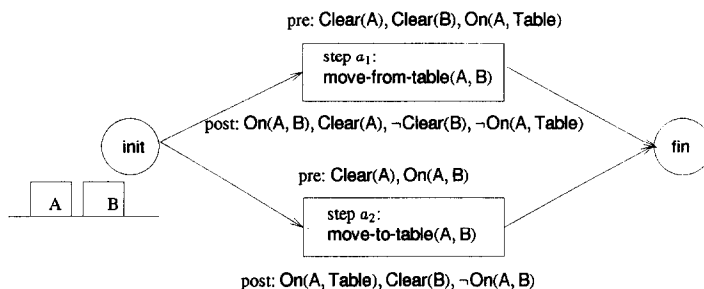 pre: Clear(A), Clear(B), On(A, Table)
step a₁:
move-from-table(A, B)
post: On(A, B), Clear(A), ¬Clear(B), ¬On(A, Table)
init
fin
pre: Clear(A), On(A, B)
A B
step a₂:
move-to-table(A, B)
post: On(A, Table), Clear(B), ¬On(A, B)